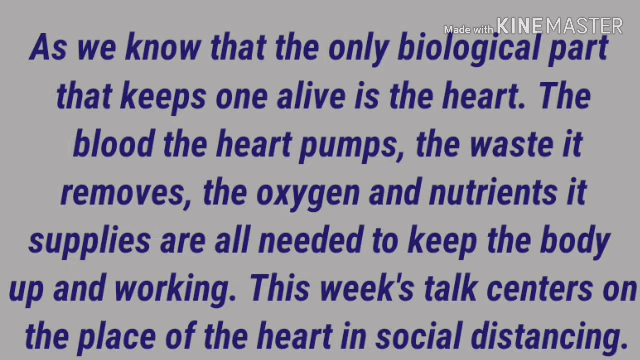 Made with KINEMASTER
As we know that the only biological part
that keeps one alive is the heart. The
blood the heart pumps, the waste it
removes, the oxygen and nutrients it
supplies are all needed to keep the body
up and working. This week's talk centers on
the place of the heart in social distancing.